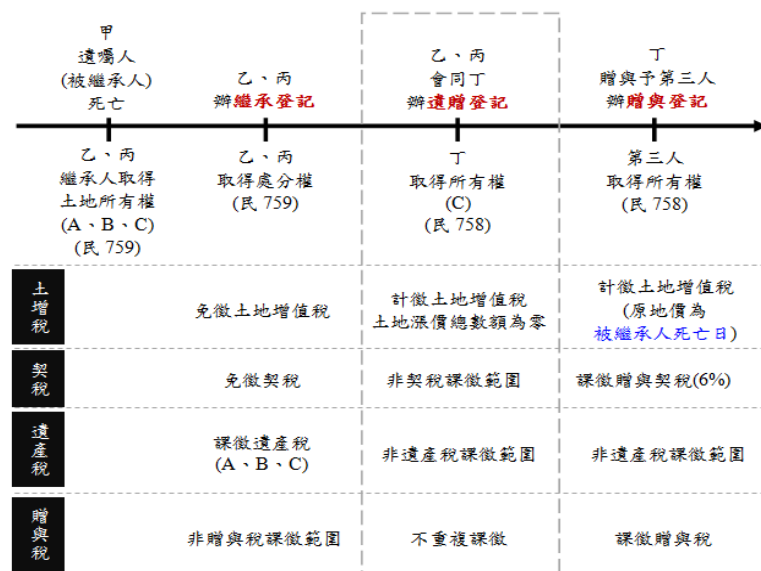 甲
遺囑人
(被繼承人)
死亡
乙、丙
辦繼承登記
乙、丙
會同丁
辦遺贈登記
丁
贈與予第三人
辦贈與登記
乙、丙
繼承人取得
土地所有權
(A、B、C)
(民 759)
乙、丙
取得處分權
(民 759)
丁
取得所有權
(C)
(民 758)
第三人
取得所有權
(民 758)
土增稅
免徵土地增值稅
計徵土地增值稅
土地漲價總數額為零
計徵土地增值稅
(原地價為
被繼承人死亡日)
契稅
免徵契稅
非契稅課徵範圍
課徵贈與契稅(6%)
遺產稅
課徵遺產稅
(A、B、C)
非遺產稅課徵範圍
非遺產稅課徵範圍
贈與稅
非贈與稅課徵範圍
不重複課徵
課徵贈與稅